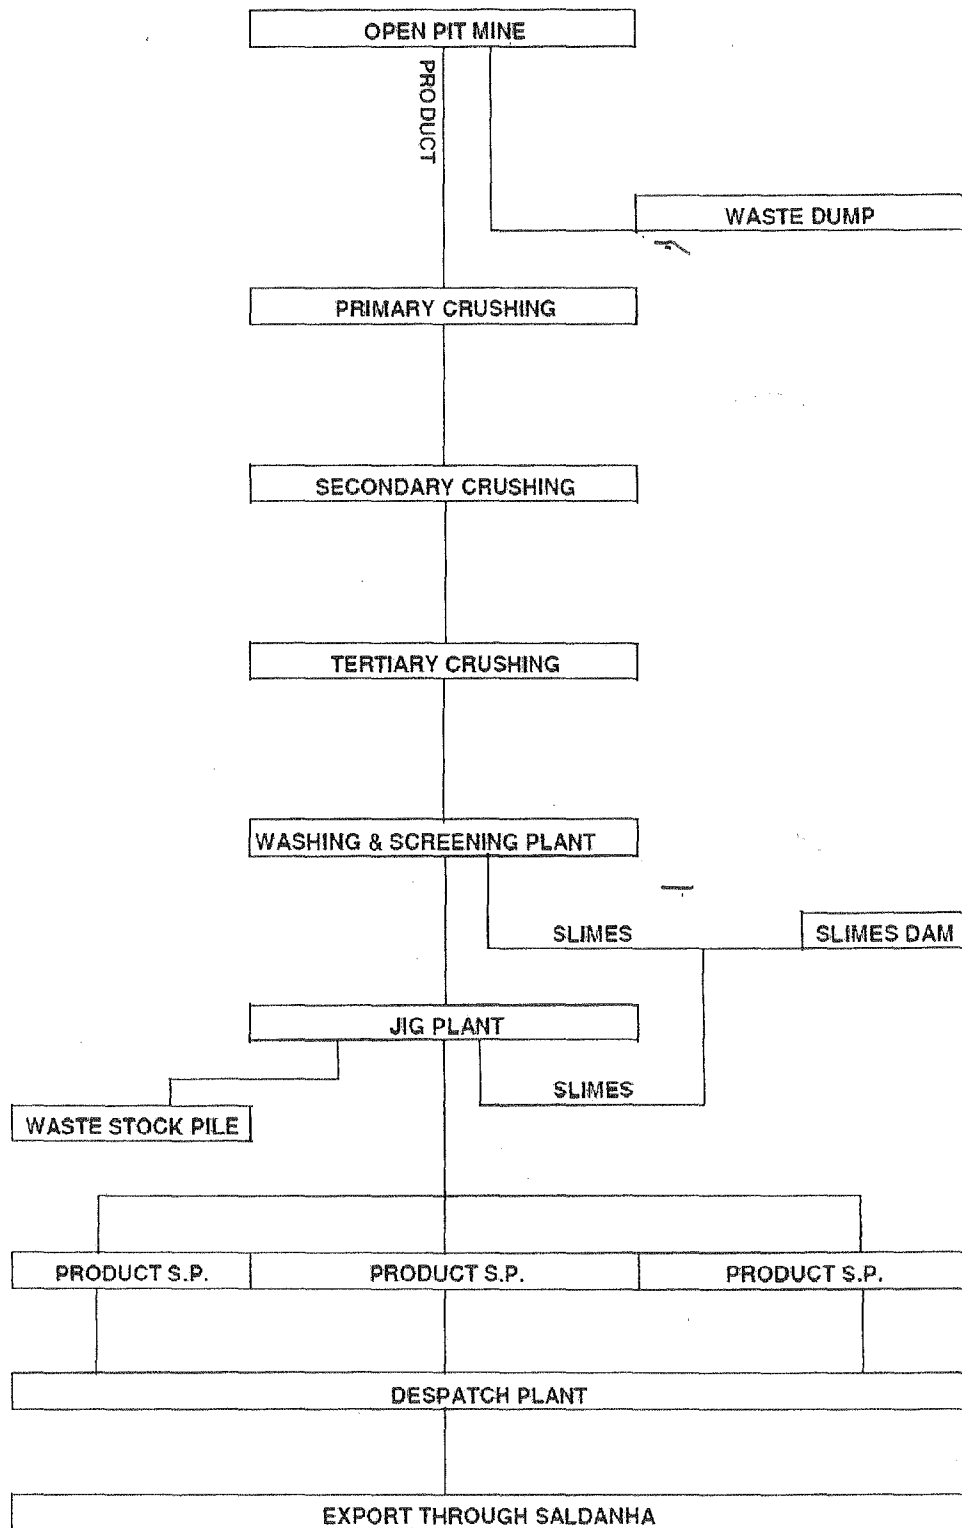 OPEN PIT MINE
PRODUCT
WASTE DUMP
PRIMARY CRUSHING
SECONDARY CRUSHING
TERTIARY CRUSHING
WASHING & SCREENING PLANT
SLIMES
SLIMES DAM
JIG PLANT
SLIMES
WASTE STOCK PILE
PRODUCT S.P.
PRODUCT S.P.
PRODUCT S.P.
DESPATCH PLANT
EXPORT THROUGH SALDANHA